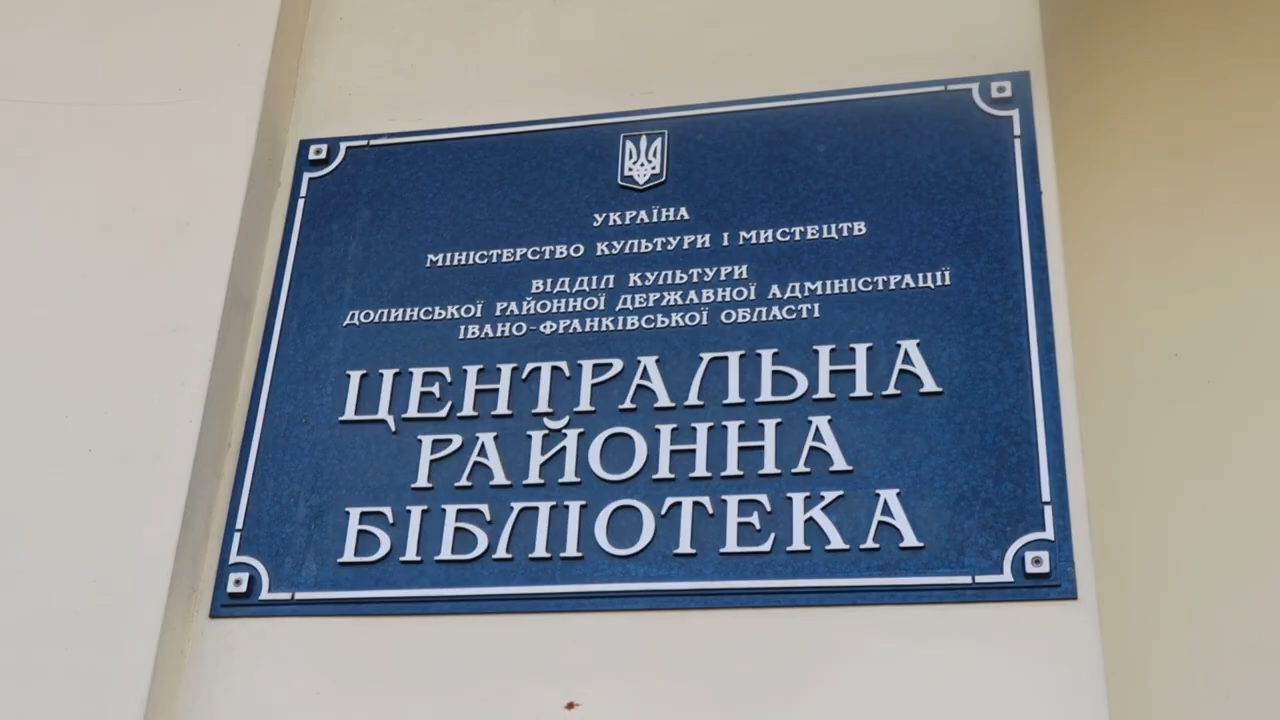 УКРАЇНА
МІНІСТЕРСТВО КУЛЬТУРИ І МИСТЕЦТВ
ВІДДІЛ КУЛЬТУРИ
ДОЛИНСЬКОЇ РАЙОННОЇ ДЕРЖАВНОЇ АДМІНІСТРАЦІЇ
ІВАНО-ФРАНКІВСЬКОЇ ОБЛАСТІ
ЦЕНТРАЛЬНА
РАЙОННА
БІБЛІОТЕКА